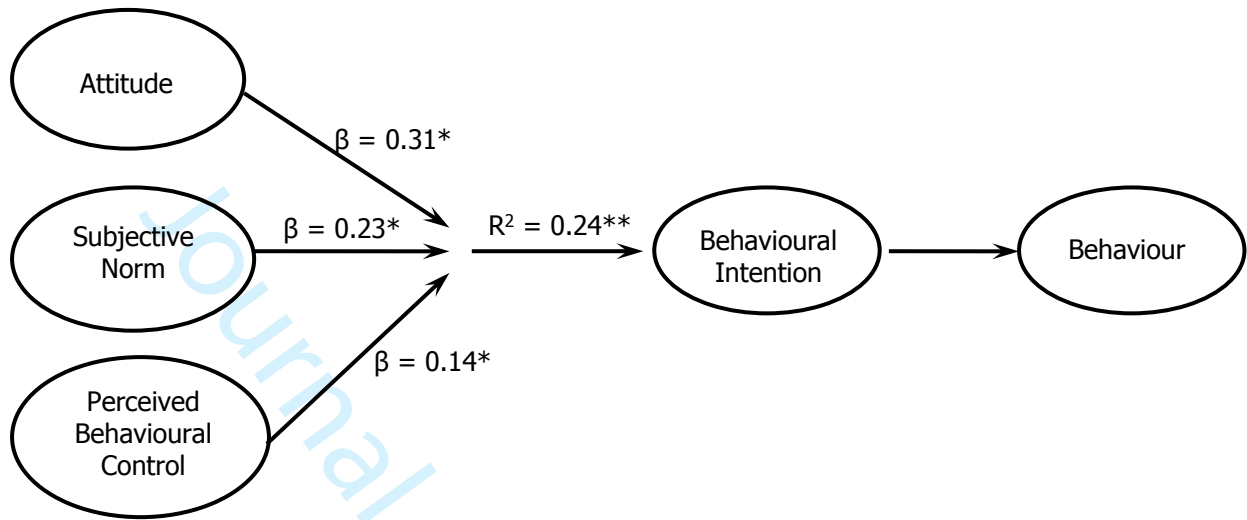 Attitude
β = 0.31*
Subjective
Norm
β = 0.23*
R² = 0.24**
Behavioural
Intention
Behaviour
β = 0.14*
Perceived
Behavioural
Control
Journal